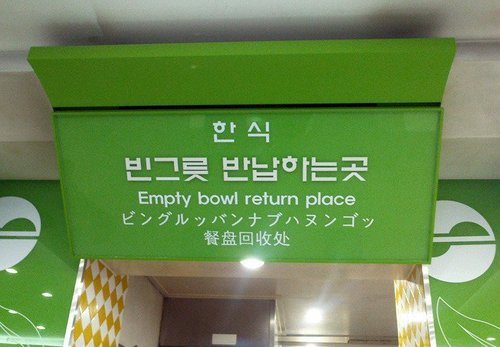 한식
빈그릇 반납하는곳
Empty bowl return place
ビングルッバンナブハヌンゴッ
餐盘回收处